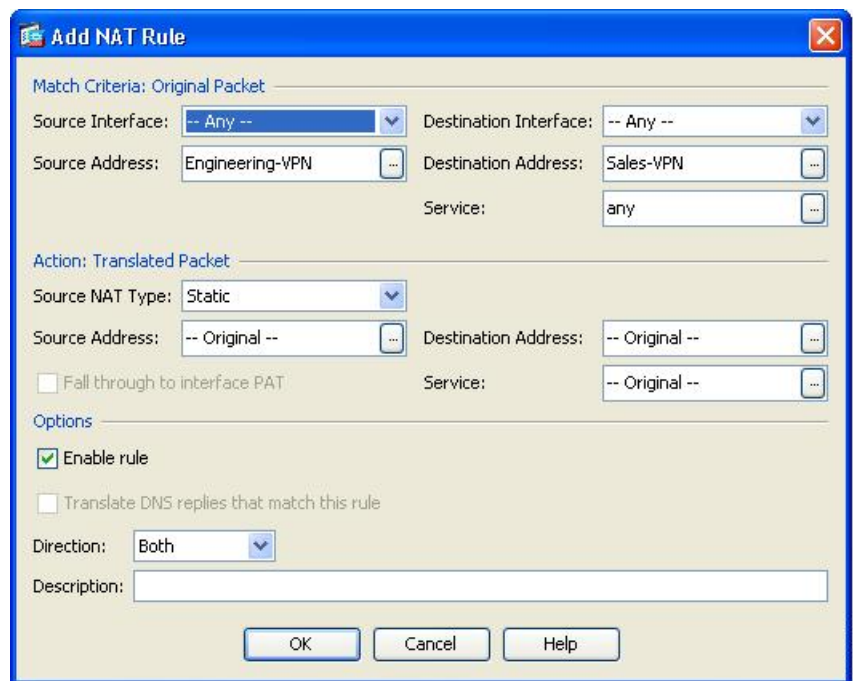 Add NAT Rule
Match Criteria: Original Packet
Source Interface: -- Any -- Destination Interface: -- Any --
Source Address: Engineering-VPN ... Destination Address: Sales-VPN ...
Service: any ...
Action: Translated Packet
Source NAT Type: Static
Source Address: -- Original -- ... Destination Address: -- Original -- ...
Fall through to interface PAT Service: -- Original -- ...
Options
Enable rule
Translate DNS replies that match this rule
Direction: Both
Description:
OK Cancel Help